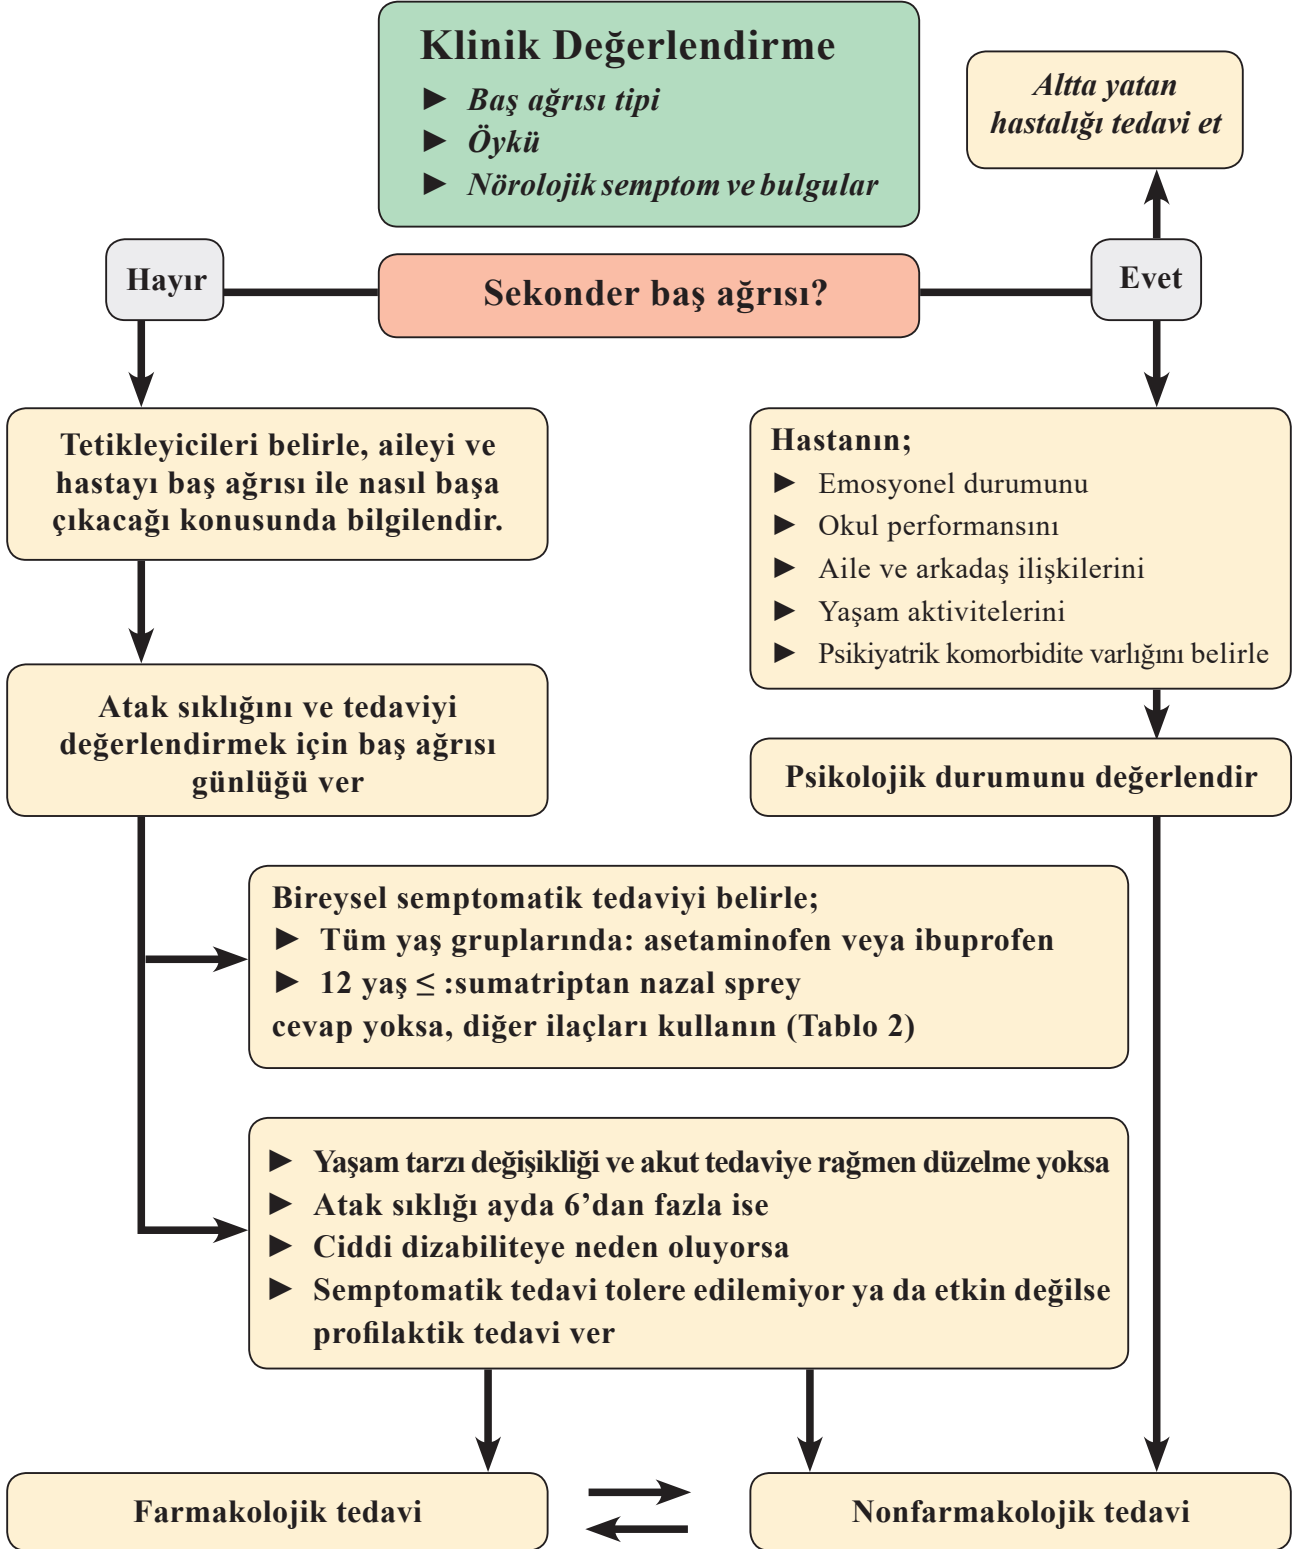 Klinik Değerlendirme
► Baş ağrısı tipi
► Öykü
► Nörolojik semptom ve bulgular
Altta yatan
hastalığı tedavi et
Hayır
Sekonder baş ağrısı?
Evet
Tetikleyicileri belirle, aileyi ve
hastayı baş ağrısı ile nasıl başa
çıkacağı konusunda bilgilendir.
Hastanın;
► Emosyonel durumunu
► Okul performansını
► Aile ve arkadaş ilişkilerini
► Yaşam aktivitelerini
► Psikiyatrik komorbidite varlığını belirle
Atak sıklığını ve tedaviyi
değerlendirmek için baş ağrısı
günlüğü ver
Psikolojik durumunu değerlendir
Bireysel semptomatik tedaviyi belirle;
► Tüm yaş gruplarında: asetaminofen veya ibuprofen
► 12 yaş ≤ :sumatriptan nazal sprey
cevap yoksa, diğer ilaçları kullanın (Tablo 2)
► Yaşam tarzı değişikliği ve akut tedaviye rağmen düzelme yoksa
► Atak sıklığı ayda 6’dan fazla ise
► Ciddi dizabiliteye neden oluyorsa
► Semptomatik tedavi tolere edilemiyor ya da etkin değilse
profilaktik tedavi ver
Farmakolojik tedavi
Nonfarmakolojik tedavi